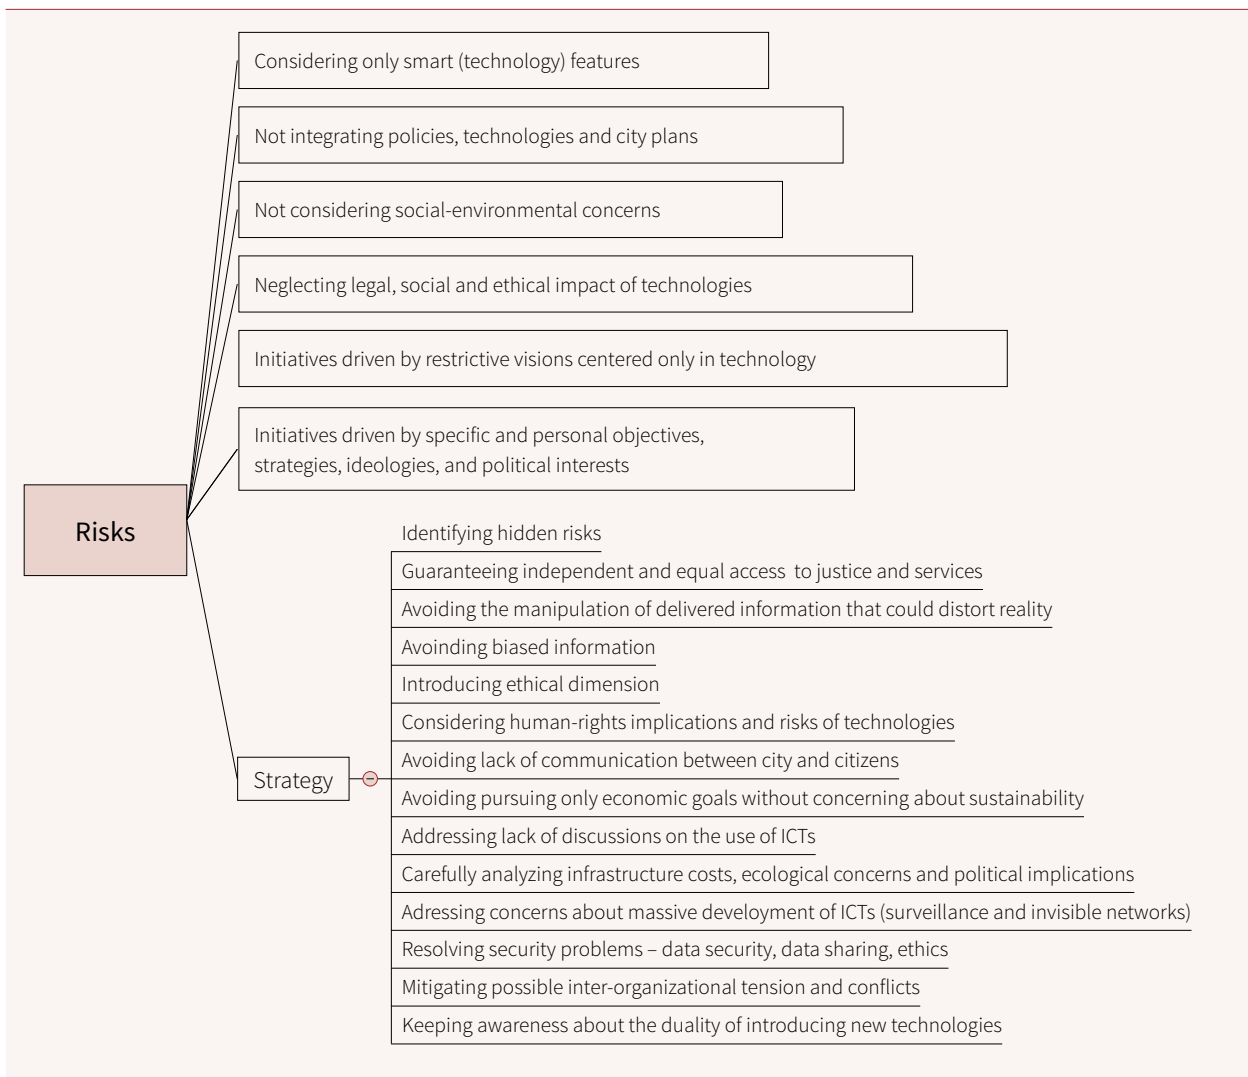 Considering only smart (technology) features
Not integrating policies, technologies and city plans
Not considering social-environmental concerns
Neglecting legal, social and ethical impact of technologies
Initiatives driven by restrictive visions centered only in technology
Initiatives driven by specific and personal objectives,
strategies, ideologies, and political interests
Risks
Identifying hidden risks
Guaranteeing independent and equal access  to justice and services
Avoiding the manipulation of delivered information that could distort reality
Avoinding biased information
Introducing ethical dimension
Considering human-rights implications and risks of technologies
Avoiding lack of communication between city and citizens
Strategy
Avoiding pursuing only economic goals without concerning about sustainability
Addressing lack of discussions on the use of ICTs
Carefully analyzing infrastructure costs, ecological concerns and political implications
Adressing concerns about massive develoyment of ICTs (surveillance and invisible networks)
Resolving security problems – data security, data sharing, ethics
Mitigating possible inter-organizational tension and conflicts
Keeping awareness about the duality of introducing new technologies